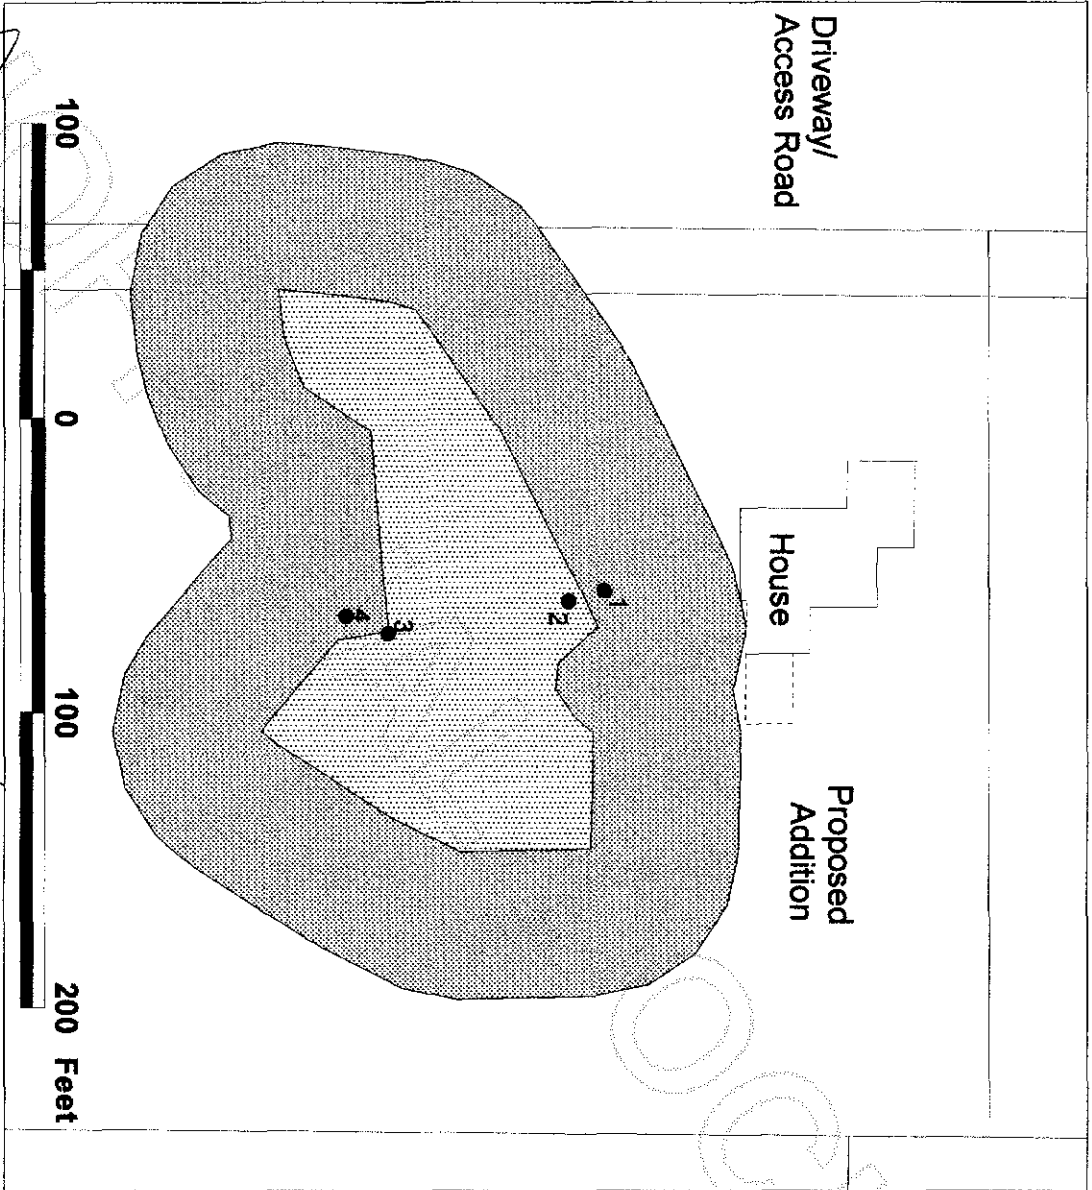 Driveway/
Access Road
House
Proposed
Addition
1
2
3
4
100 0 100 200 Feet